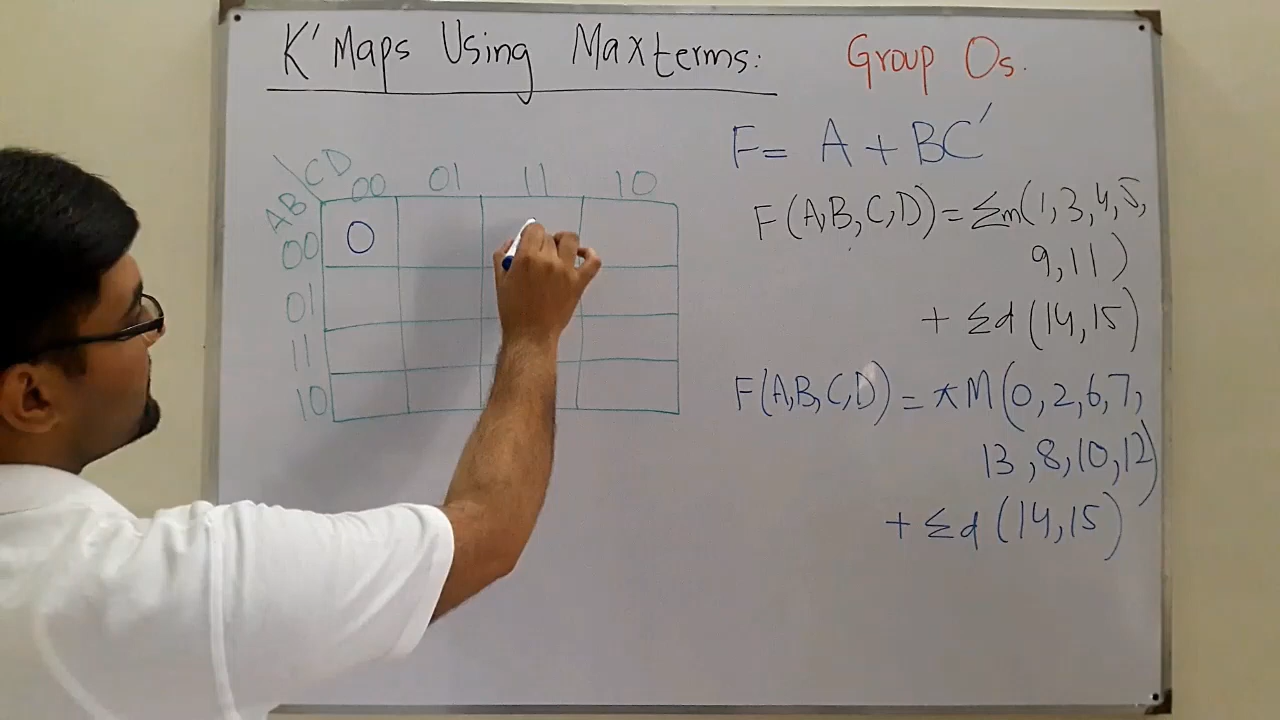 K' Maps Using Maxterms: Group 0s.
F = A + BC'
F(A,B,C,D) = Σm(1,3,4,5,
9,11)
+ Σd(14,15)
F(A,B,C,D) = πM(0,2,6,7,
13,8,10,12)
+ Σd(14,15)
AB\CD 00 01 11 10
00 0
01
11
10